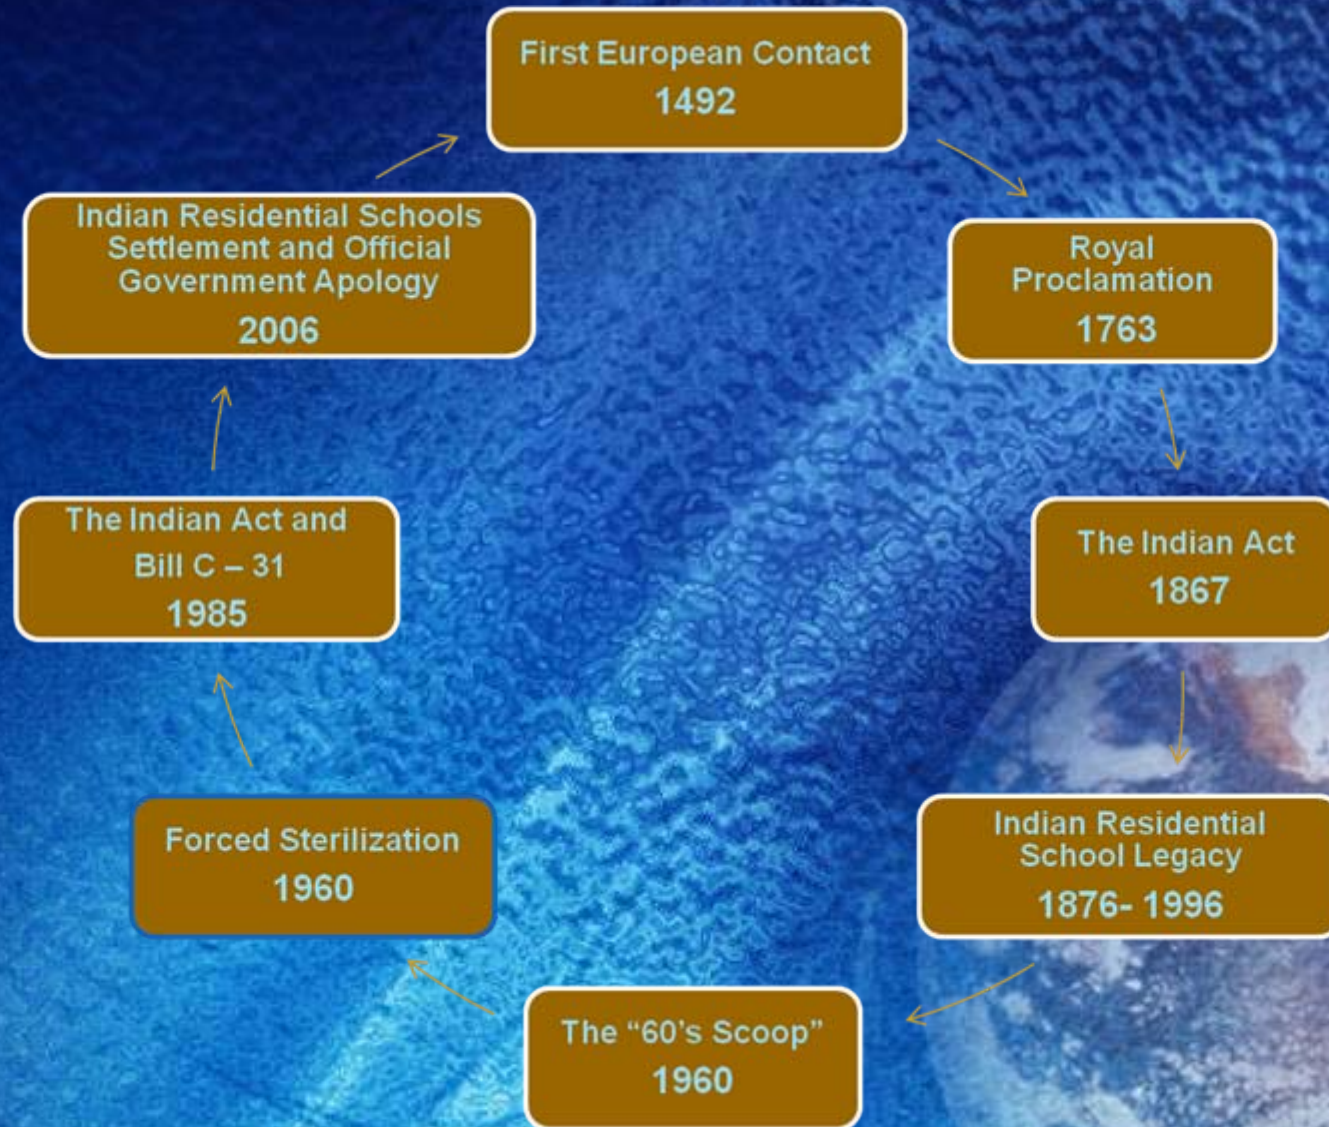 First European Contact
1492
Royal
Proclamation
1763
The Indian Act
1867
Indian Residential
School Legacy
1876- 1996
The “60’s Scoop”
1960
Forced Sterilization
1960
The Indian Act and
Bill C – 31
1985
Indian Residential Schools
Settlement and Official
Government Apology
2006